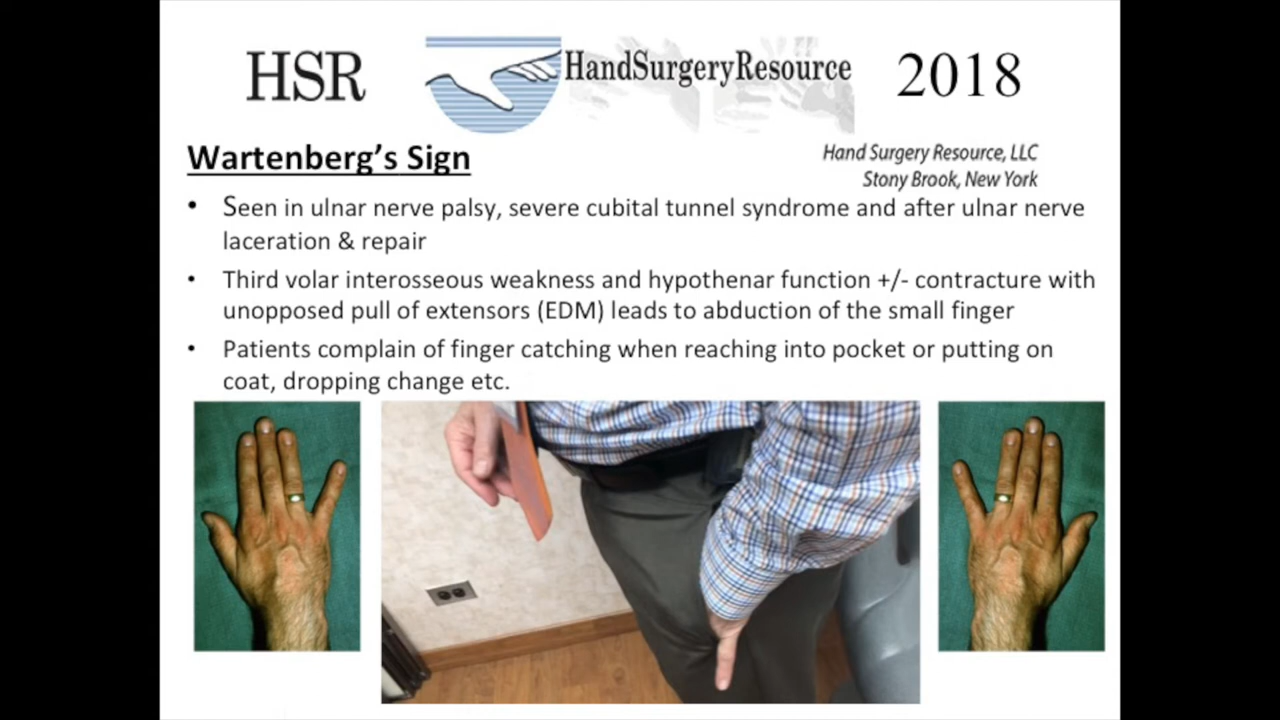 HSR HandSurgeryResource 2018
Wartenberg's Sign
Hand Surgery Resource, LLC
Stony Brook, New York
• Seen in ulnar nerve palsy, severe cubital tunnel syndrome and after ulnar nerve
laceration & repair
• Third volar interosseous weakness and hypothenar function +/- contracture with
unopposed pull of extensors (EDM) leads to abduction of the small finger
• Patients complain of finger catching when reaching into pocket or putting on
coat, dropping change etc.